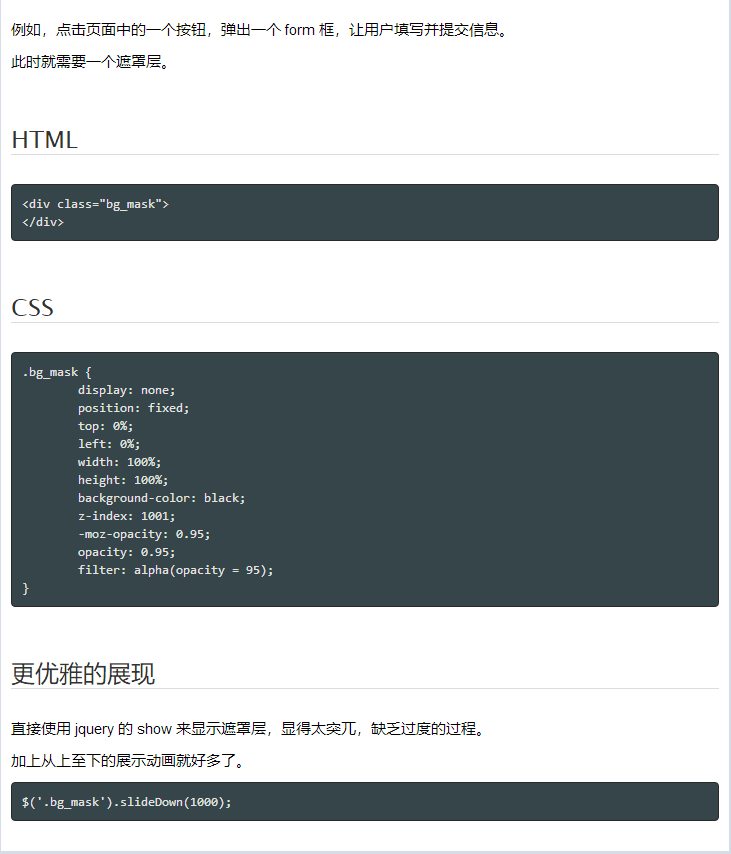 例如，点击页面中的一个按钮，弹出一个 form 框，让用户填写并提交信息。
此时就需要一个遮罩层。
HTML
<div class="bg_mask">
</div>
CSS
.bg_mask {
        display: none;
        position: fixed;
        top: 0%;
        left: 0%;
        width: 100%;
        height: 100%;
        background-color: black;
        z-index: 1001;
        -moz-opacity: 0.95;
        opacity: 0.95;
        filter: alpha(opacity = 95);
}
更优雅的展现
直接使用 jquery 的 show 来显示遮罩层，显得太突兀，缺乏过度的过程。
加上从上至下的展示动画就好多了。
$('.bg_mask').slideDown(1000);